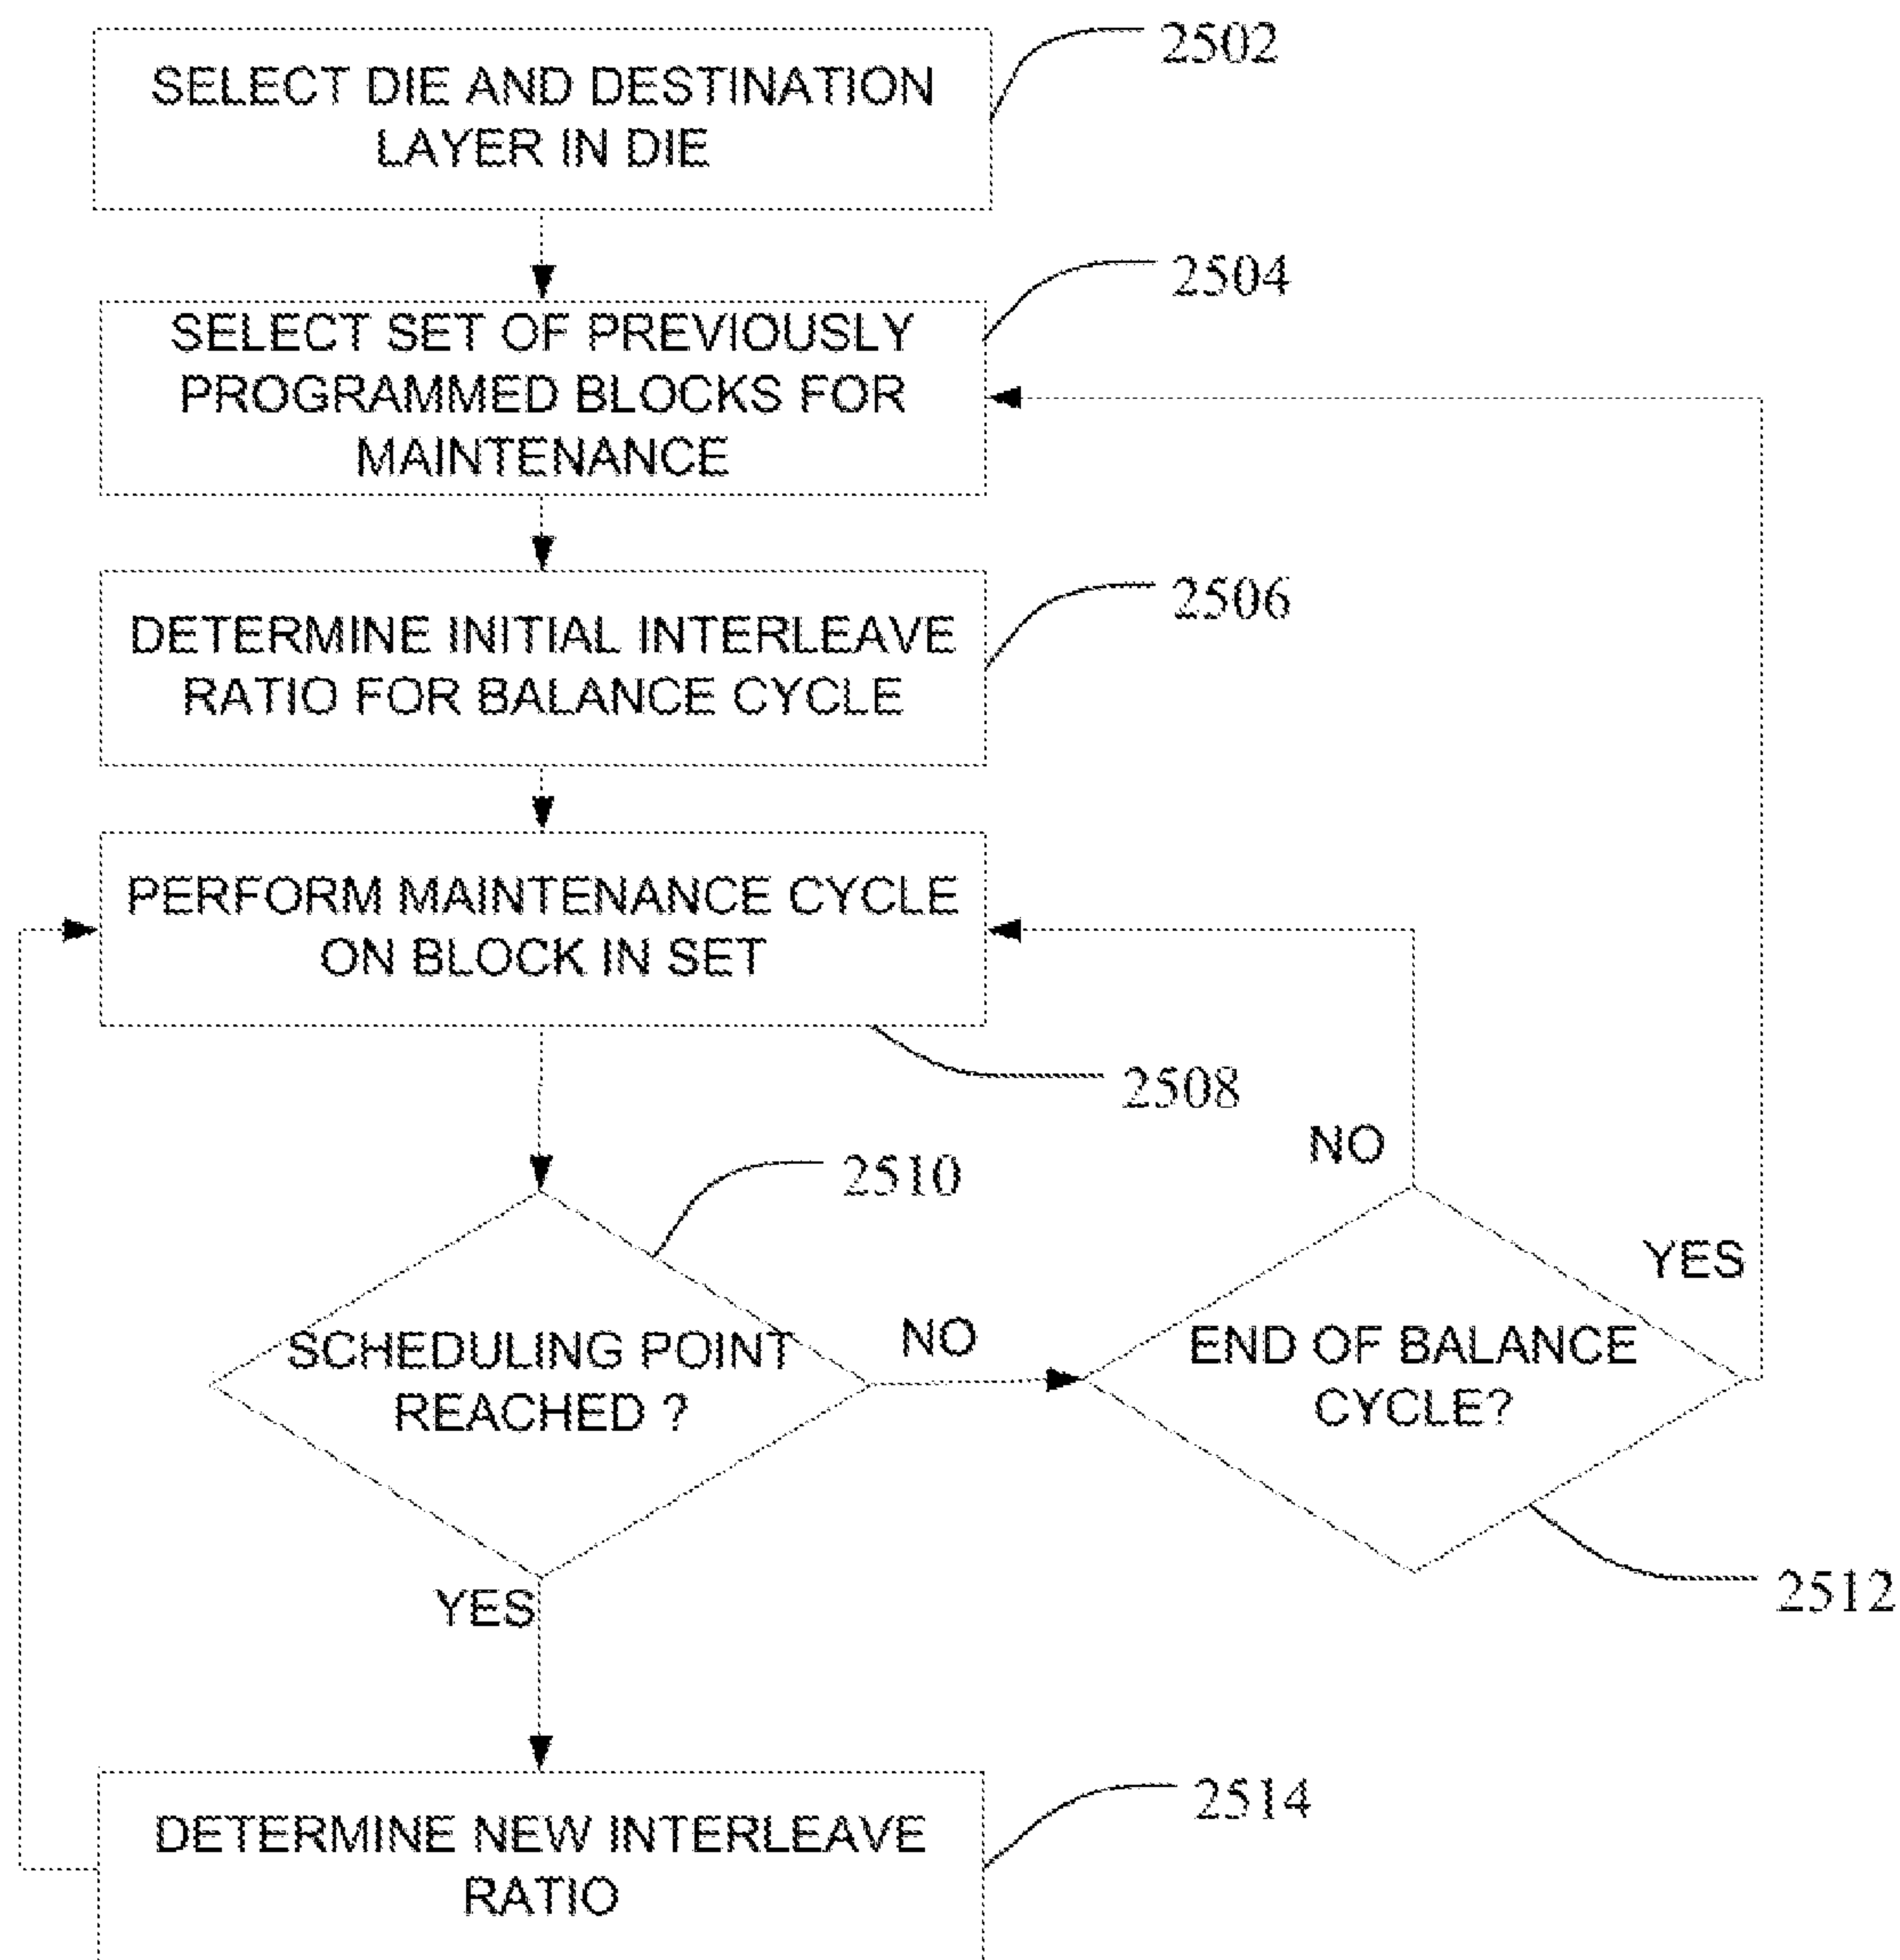 2502
SELECT DIE AND DESTINATION
LAYER IN DIE
2504
SELECT SET OF PREVIOUSLY
PROGRAMMED BLOCKS FOR
MAINTENANCE
2506
DETERMINE INITIAL INTERLEAVE
RATIO FOR BALANCE CYCLE
PERFORM MAINTENANCE CYCLE
ON BLOCK IN SET
2508
NO
2510
YES
SCHEDULING POINT
REACHED ?
NO
END OF BALANCE
CYCLE?
YES
2512
2514
DETERMINE NEW INTERLEAVE
RATIO